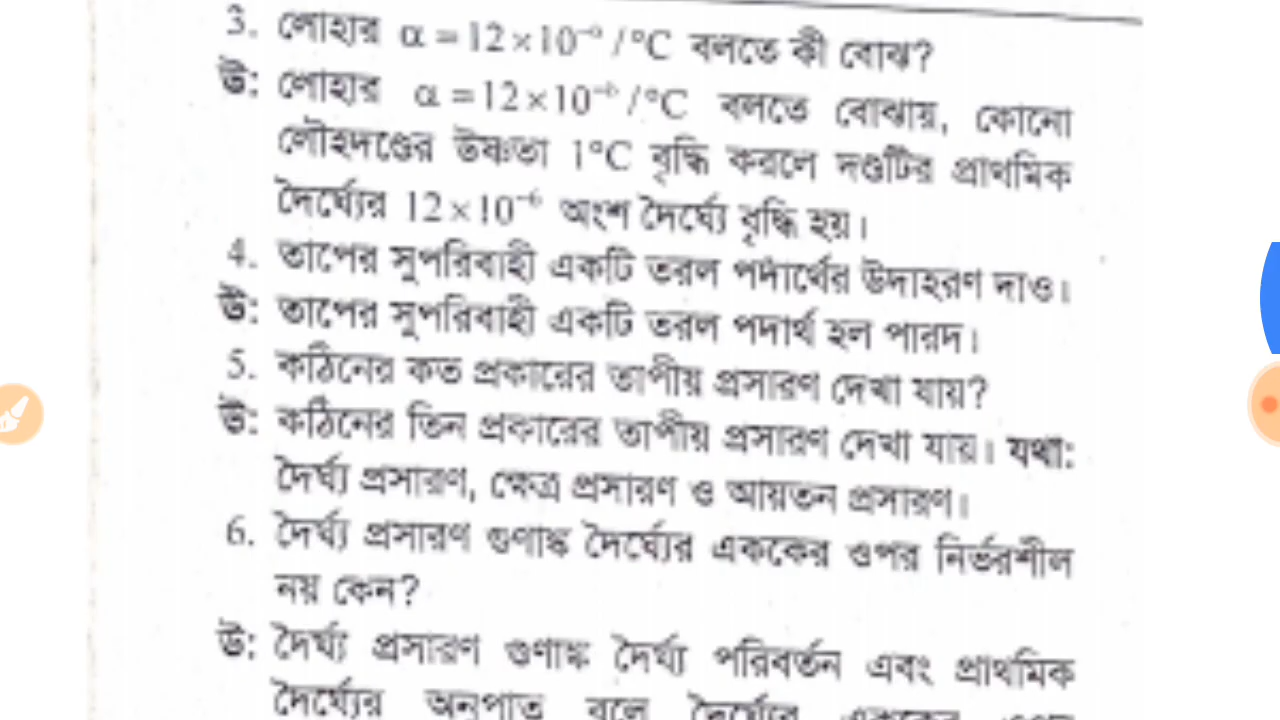 3. লোহার α = 12×10⁻⁶ /°C বলতে কী বোঝ?
উ: লোহার α = 12×10⁻⁶/°C বলতে বোঝায়, কোনো
লৌহদণ্ডের উষ্ণতা 1°C বৃদ্ধি করলে দণ্ডটির প্রাথমিক
দৈর্ঘ্যের 12×10⁻⁶ অংশ দৈর্ঘ্যে বৃদ্ধি হয়।
4. তাপের সুপরিবাহী একটি তরল পদার্থের উদাহরণ দাও।
উ: তাপের সুপরিবাহী একটি তরল পদার্থ হল পারদ।
5. কঠিনের কত প্রকারের তাপীয় প্রসারণ দেখা যায়?
উ: কঠিনের তিন প্রকারের তাপীয় প্রসারণ দেখা যায়। যথা:
দৈর্ঘ্য প্রসারণ, ক্ষেত্র প্রসারণ ও আয়তন প্রসারণ।
6. দৈর্ঘ্য প্রসারণ গুণাঙ্ক দৈর্ঘ্যের এককের ওপর নির্ভরশীল
নয় কেন?
উ: দৈর্ঘ্য প্রসারণ গুণাঙ্ক দৈর্ঘ্য পরিবর্তন এবং প্রাথমিক
দৈর্ঘ্যের অনুপাত বলে দৈর্ঘ্যের এককের